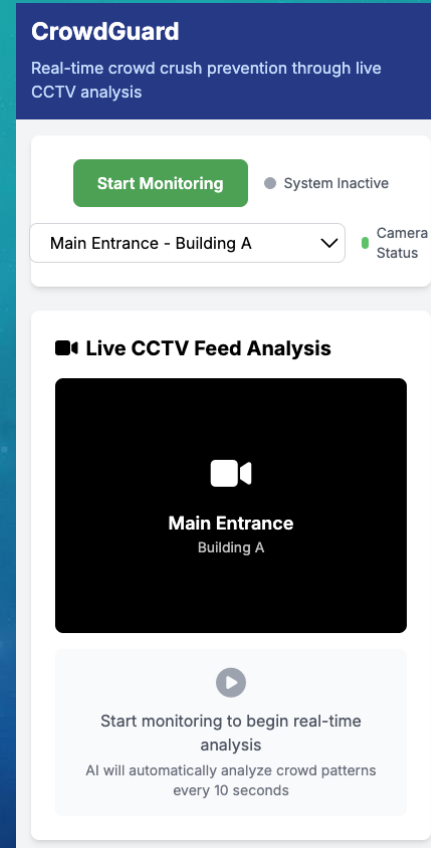 CrowdGuard
Real-time crowd crush prevention through live
CCTV analysis
Start Monitoring
System Inactive
Main Entrance - Building A
Camera
Status
Live CCTV Feed Analysis
Main Entrance
Building A
Start monitoring to begin real-time
analysis
AI will automatically analyze crowd patterns
every 10 seconds